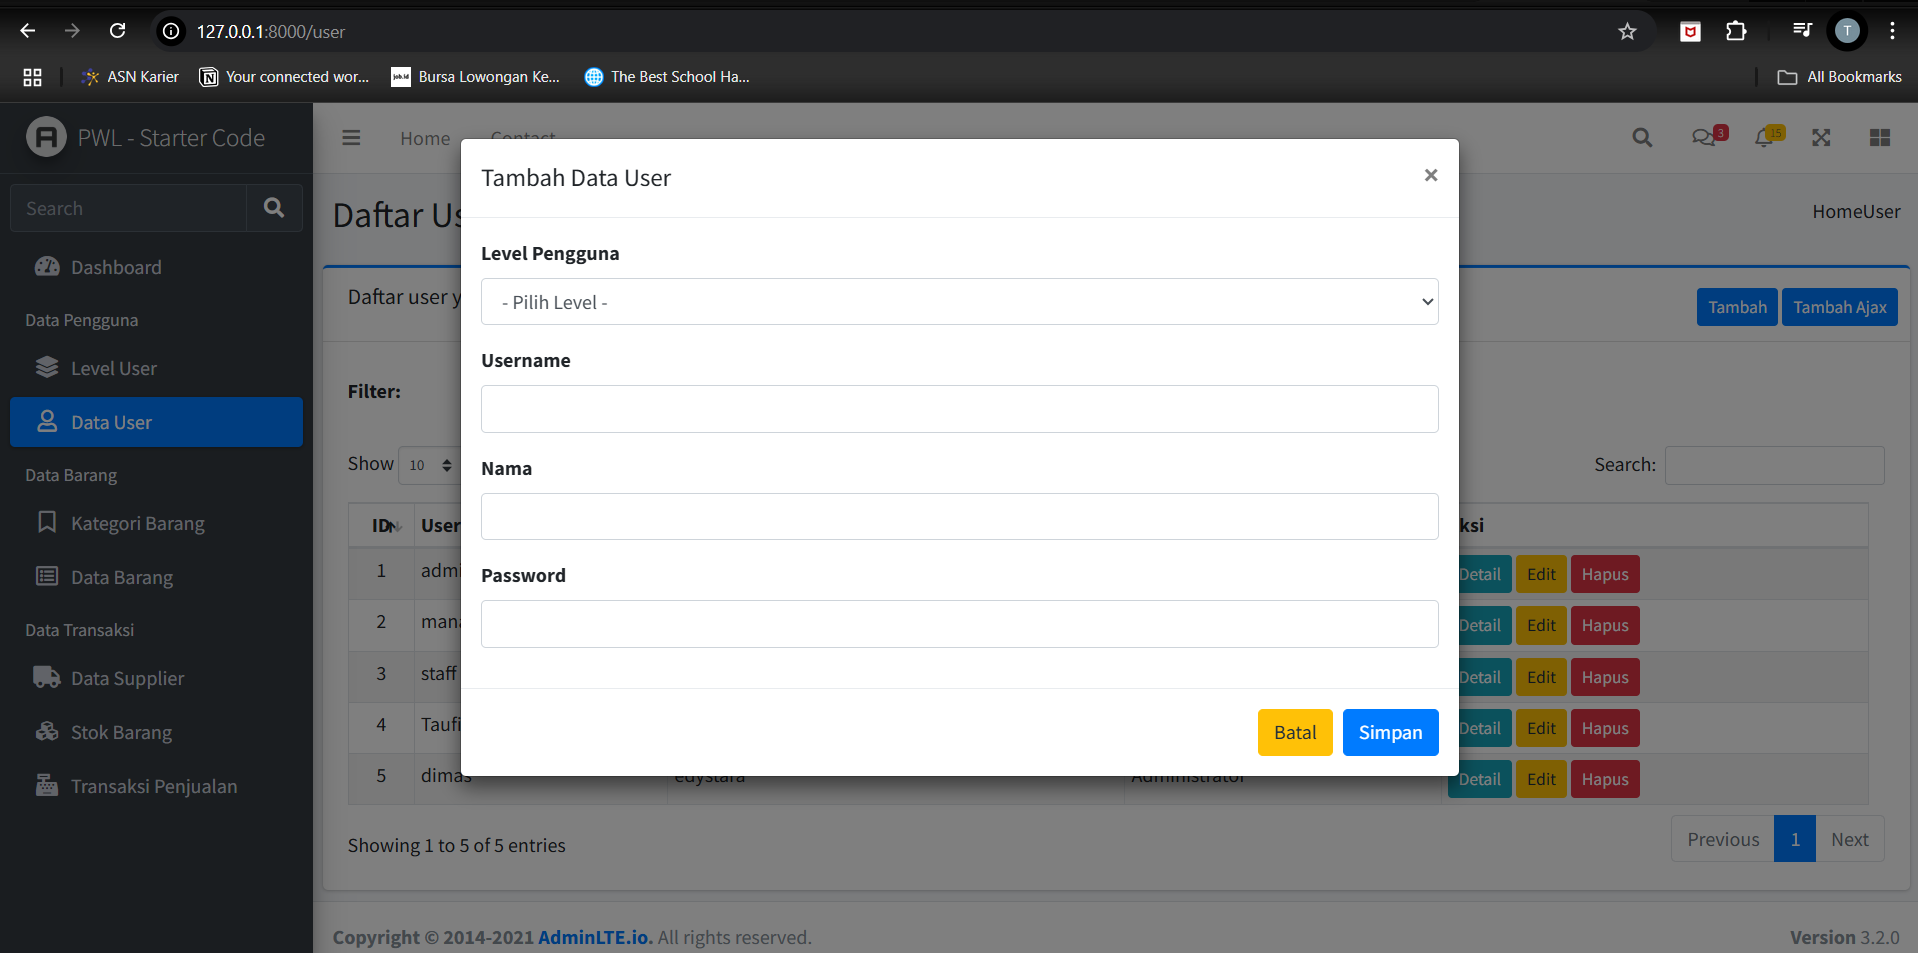 127.0.0.1:8000/user
T
ASN Karier
Your connected wor...
Bursa Lowongan Ke...
The Best School Ha...
All Bookmarks
PWL - Starter Code
Home
Contact
3
15
Search
Tambah Data User
×
Daftar Us
HomeUser
Dashboard
Level Pengguna
- Pilih Level -
Daftar user y
Tambah
Tambah Ajax
Data Pengguna
Level User
Username
Filter:
Data User
Nama
Show 10
Search:
Data Barang
Kategori Barang
ID
User
ksi
Data Barang
Password
1
admi
Detail
Edit
Hapus
2
mana
Detail
Edit
Hapus
Data Transaksi
3
staff
Detail
Edit
Hapus
Data Supplier
4
Taufi
Detail
Edit
Hapus
Stok Barang
Batal
Simpan
5
dimas
edystara
Administrator
Detail
Edit
Hapus
Transaksi Penjualan
Showing 1 to 5 of 5 entries
Previous
1
Next
Copyright © 2014-2021 AdminLTE.io. All rights reserved.
Version 3.2.0